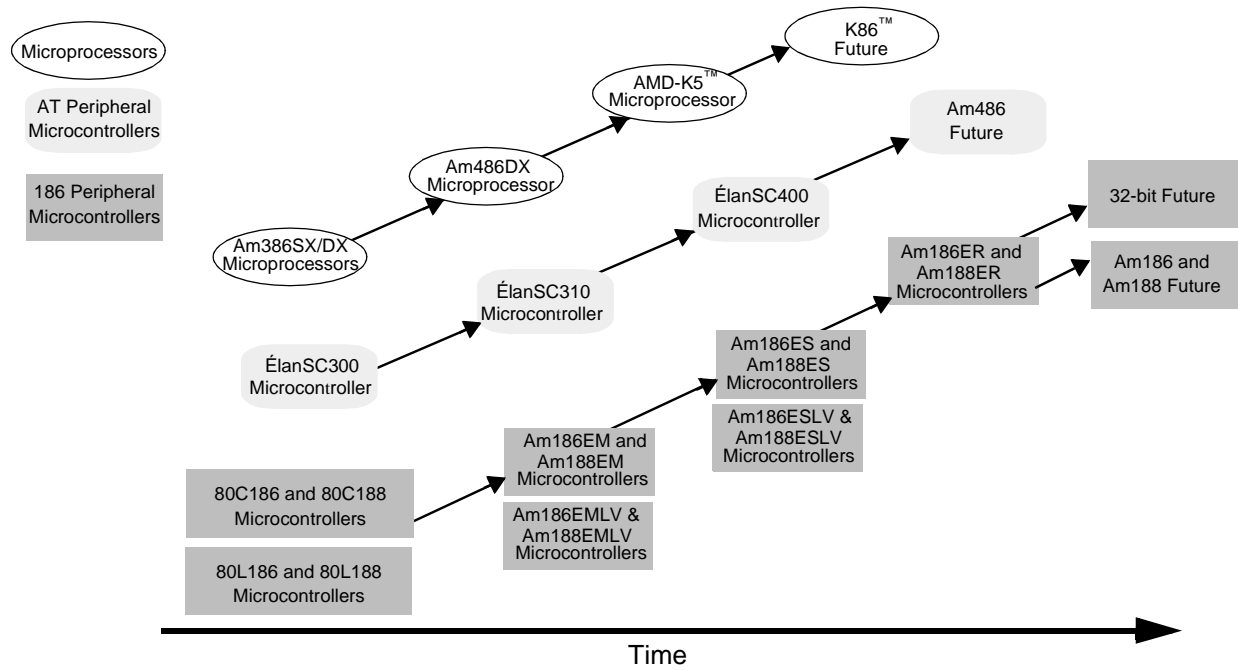 Microprocessors
AT Peripheral
Microcontrollers
186 Peripheral
Microcontrollers
K86™
Future
AMD-K5™
Microprocessor
Am486DX
Microprocessor
Am386SX/DX
Microprocessors
Am486
Future
ÉlanSC400
Microcontroller
ÉlanSC310
Microcontroller
ÉlanSC300
Microcontroller
32-bit Future
Am186 and
Am188 Future
Am186ER and
Am188ER
Microcontrollers
Am186ES and
Am188ES
Microcontrollers
Am186ESLV &
Am188ESLV
Microcontrollers
Am186EM and
Am188EM
Microcontrollers
Am186EMLV &
Am188EMLV
Microcontrollers
80C186 and 80C188
Microcontrollers
80L186 and 80L188
Microcontrollers
Time